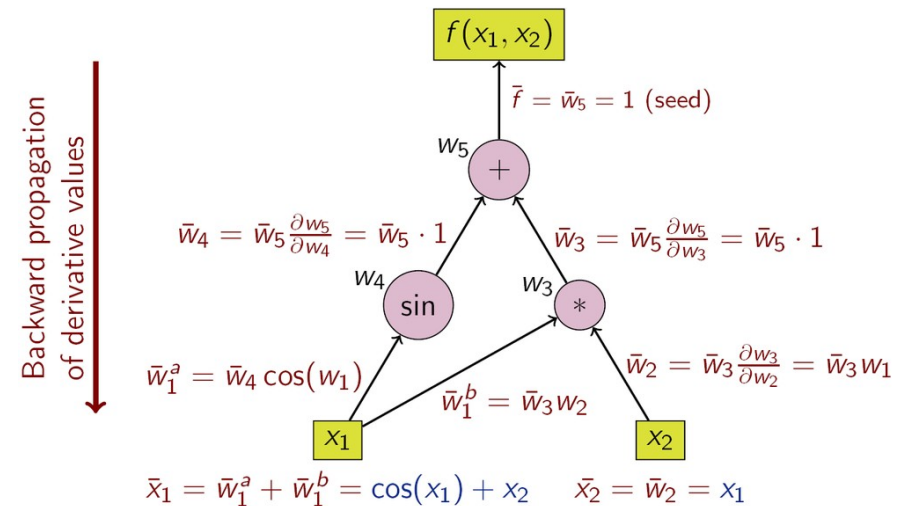 f(x₁, x₂)
f̄ = w̄₅ = 1 (seed)
w₅
+
w̄₄ = w̄₅ ∂w₅/∂w₄ = w̄₅ · 1
w̄₃ = w̄₅ ∂w₅/∂w₃ = w̄₅ · 1
w₄
sin
w₃
*
w̄₁ᵃ = w̄₄ cos(w₁)
w̄₁ᵇ = w̄₃w₂
w̄₂ = w̄₃ ∂w₃/∂w₂ = w̄₃w₁
x₁
x₂
x̄₁ = w̄₁ᵃ + w̄₁ᵇ = cos(x₁) + x₂
x̄₂ = w̄₂ = x₁
Backward propagation
of derivative values